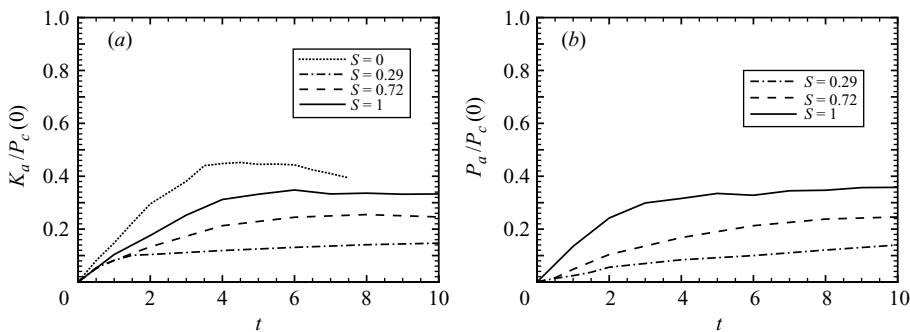 (a)
1.0
0.8
0.6
0.4
0.2
0
2
4
6
8
10
K_a/P_c(0)
t
S = 0
S = 0.29
S = 0.72
S = 1
(b)
1.0
0.8
0.6
0.4
0.2
0
2
4
6
8
10
P_a/P_c(0)
t
S = 0.29
S = 0.72
S = 1